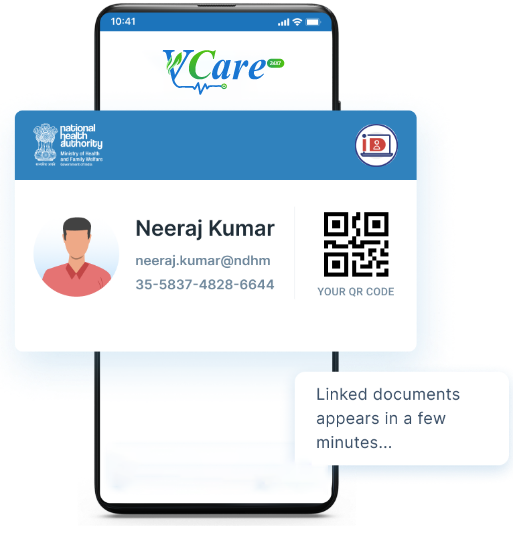 10:41
VCare
24X7
national
health
authority
Ministry of Health
and Family Welfare
Government of India
iD
Neeraj Kumar
neeraj.kumar@ndhm
35-5837-4828-6644
YOUR QR CODE
Linked documents
appears in a few
minutes...